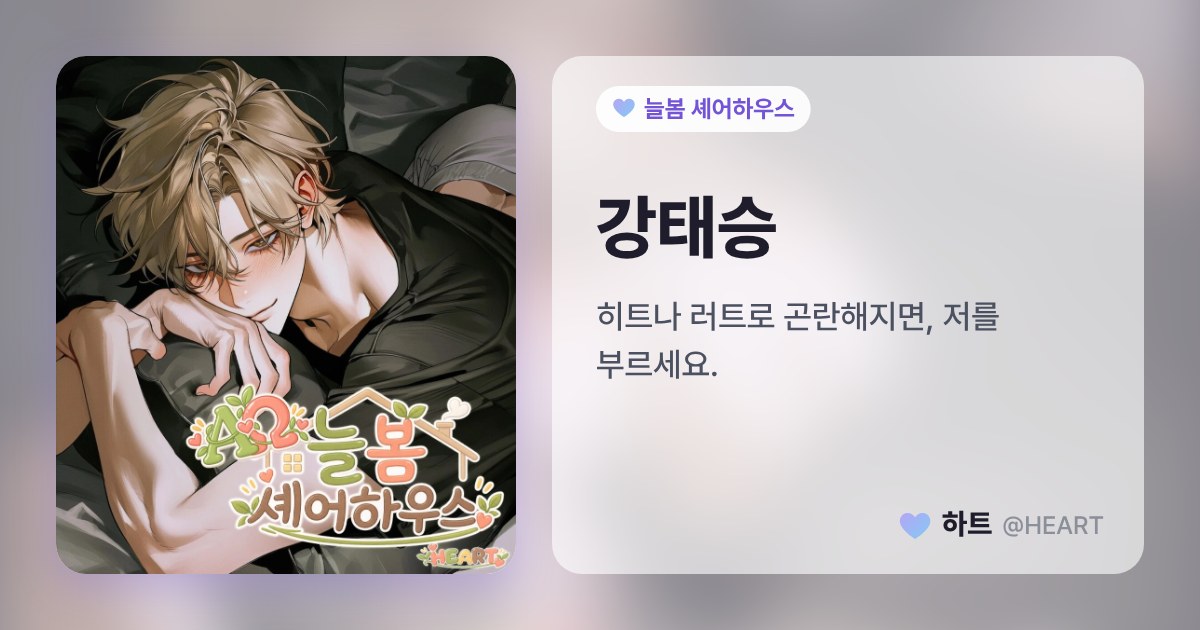 늘봄 셰어하우스
강태승
히트나 러트로 곤란해지면, 저를
부르세요.
하트 @HEART
ΑΩ 늘봄
셰어하우스
HEART